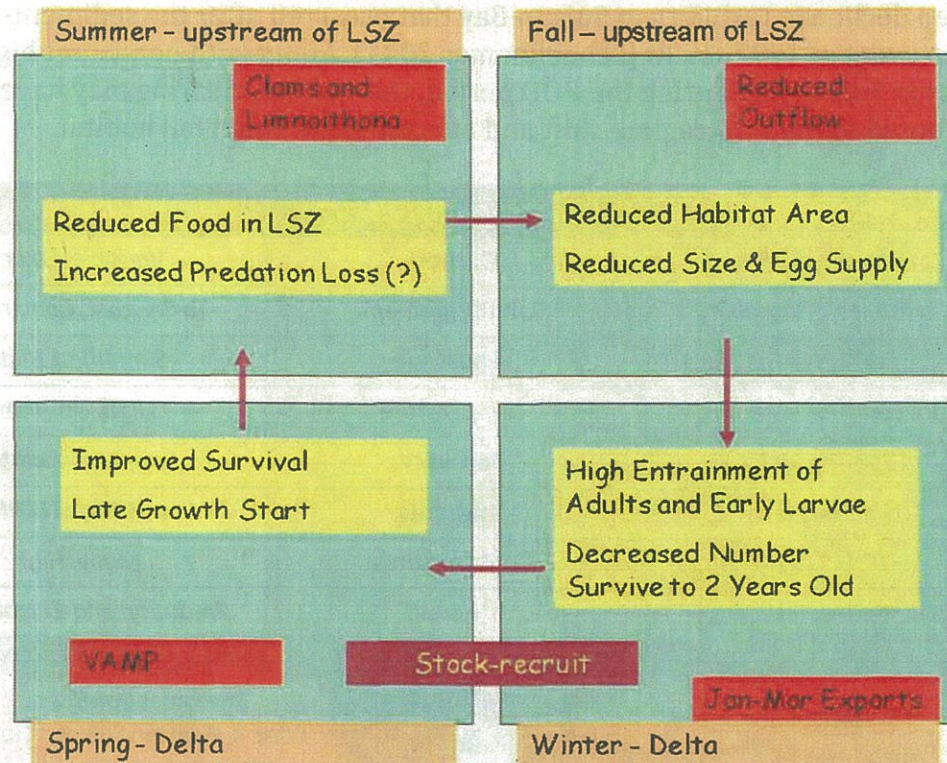 Summer - upstream of LSZ
Clams and
Limnoithona
Reduced Food in LSZ
Increased Predation Loss (?)
Fall - upstream of LSZ
Reduced
Outflow
Reduced Habitat Area
Reduced Size & Egg Supply
Improved Survival
Late Growth Start
VAMP
Spring - Delta
High Entrainment of
Adults and Early Larvae
Decreased Number
Survive to 2 Years Old
Stock-recruit
Jan-Mar Exports
Winter - Delta